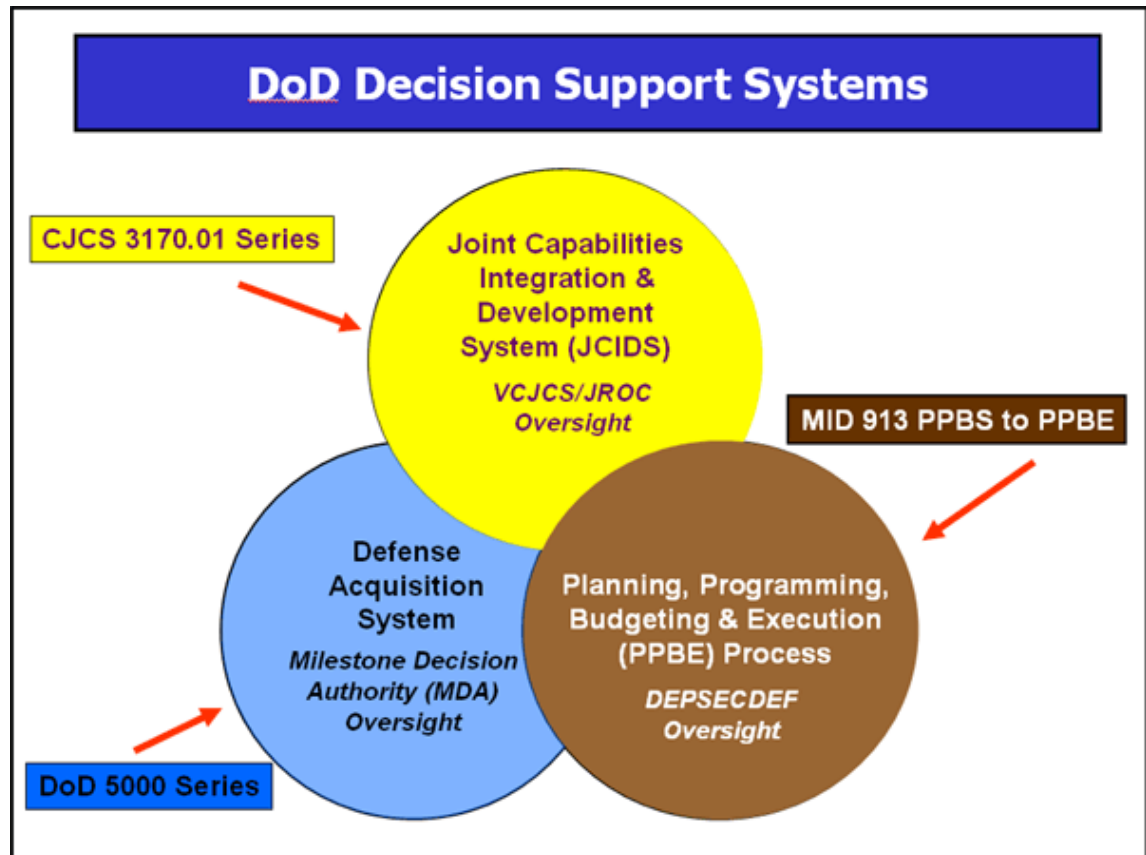 DoD Decision Support Systems
CJCS 3170.01 Series
Joint Capabilities
Integration &
Development
System (JCIDS)
VCJCS/JROC
Oversight
MID 913 PPBS to PPBE
Defense
Acquisition
System
Milestone Decision
Authority (MDA)
Oversight
Planning, Programming,
Budgeting & Execution
(PPBE) Process
DEPSECDEF
Oversight
DoD 5000 Series